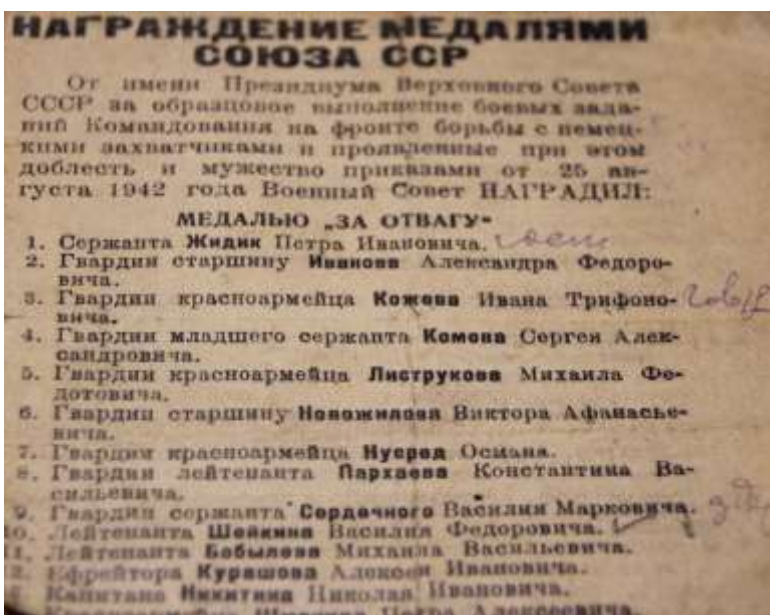 НАГРАЖДЕНИЕ МЕДАЛЯМИ
СОЮЗА ССР
От имени Президиума Верховного Совета
СССР за образцовое выполнение боевых зада-
ний Командования на фронте борьбы с немец-
кими захватчиками и проявленные при этом
доблесть и мужество приказами от 25 ав-
густа 1942 года Военный Совет НАГРАДИЛ:
МЕДАЛЬЮ „ЗА ОТВАГУ“
1. Сержанта Жидик Петра Ивановича.
2. Гвардии старшину Иванова Александра Федоро-
вича.
3. Гвардии красноармейца Кожева Ивана Трифоно-
вича.
4. Гвардии младшего сержанта Комова Сергея Алек-
сандровича.
5. Гвардии красноармейца Листрукова Михаила Фе-
дотовича.
6. Гвардии старшину Новожилова Виктора Афанасье-
вича.
7. Гвардии красноармейца Нусред Османа.
8. Гвардии лейтенанта Пархаева Константина Ва-
сильевича.
9. Гвардии сержанта Сердечного Василия Марковича.
10. Лейтенанта Шейкина Василия Федоровича.
11. Лейтенанта Бобылева Михаила Васильевича.
Ефрейтора Курашова Алексея Ивановича.
Капитана Никитина Николая Ивановича.
Петра Алексеевича.